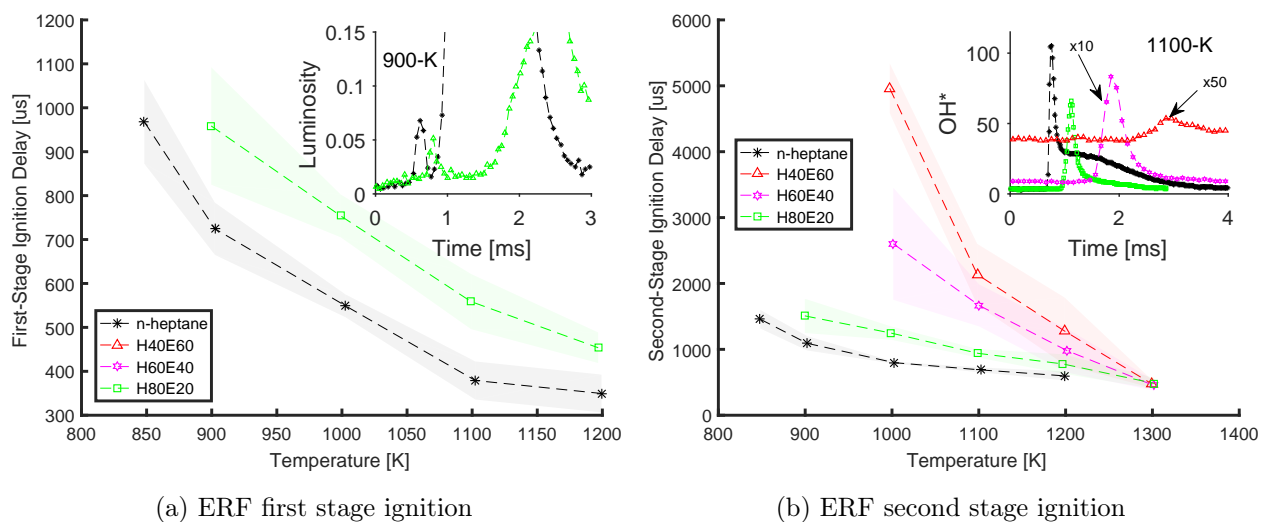 1200
1100
1000
900
800
700
600
500
400
300
800 850 900 950 1000 1050 1100 1150 1200
First-Stage Ignition Delay [us]
Temperature [K]
n-heptane
H40E60
H60E40
H80E20
0.15
0.1
0.05
0
0 1 2 3
Luminosity
Time [ms]
900-K
(a) ERF first stage ignition
6000
5000
4000
3000
2000
1000
0
800 900 1000 1100 1200 1300 1400
Second-Stage Ignition Delay [us]
Temperature [K]
n-heptane
H40E60
H60E40
H80E20
100
50
0
0 2 4
OH*
Time [ms]
x10
1100-K
x50
(b) ERF second stage ignition